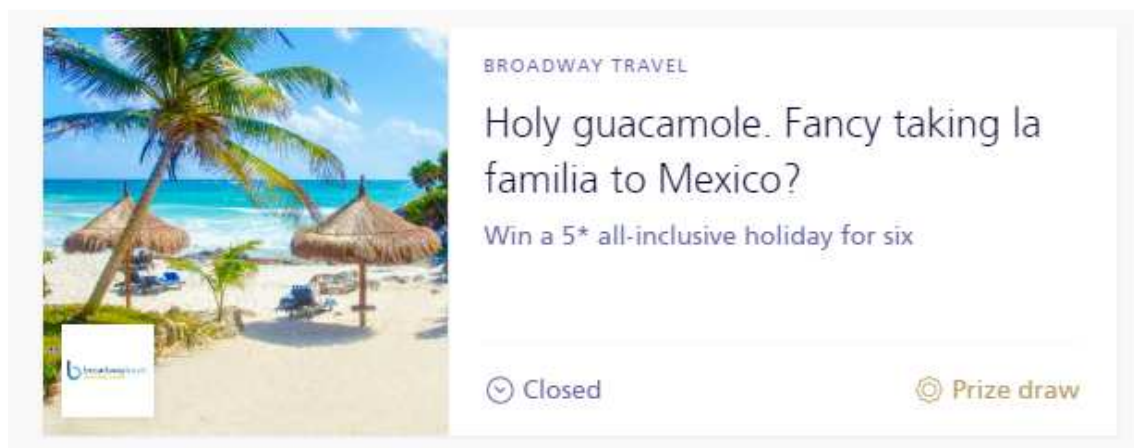 BROADWAY TRAVEL
Holy guacamole. Fancy taking la
familia to Mexico?
Win a 5* all-inclusive holiday for six
Closed
Prize draw
broadwaytravel